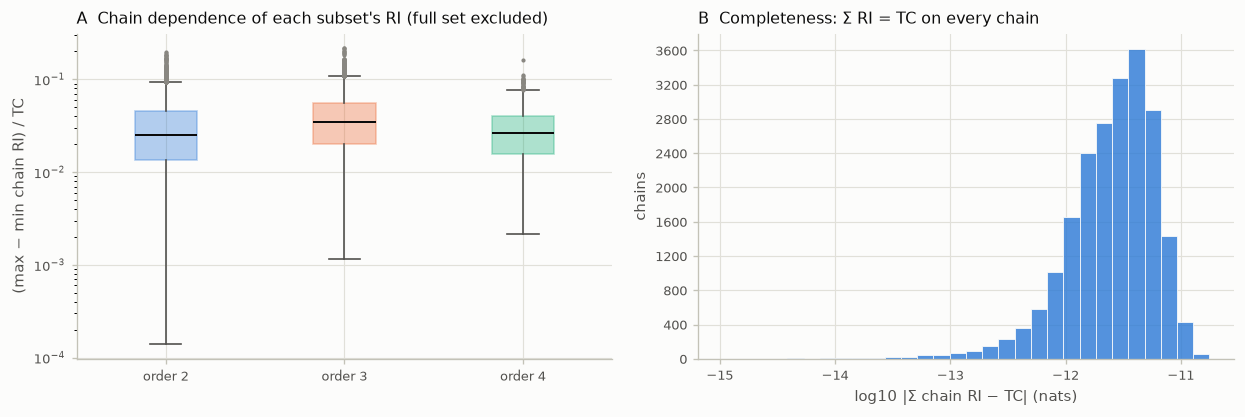 A  Chain dependence of each subset's RI (full set excluded)
(max − min chain RI) / TC
10⁻¹
10⁻²
10⁻³
10⁻⁴
order 2
order 3
order 4
B  Completeness: Σ RI = TC on every chain
chains
3600
3200
2800
2400
2000
1600
1200
800
400
0
−15
−14
−13
−12
−11
log10 |Σ chain RI − TC| (nats)